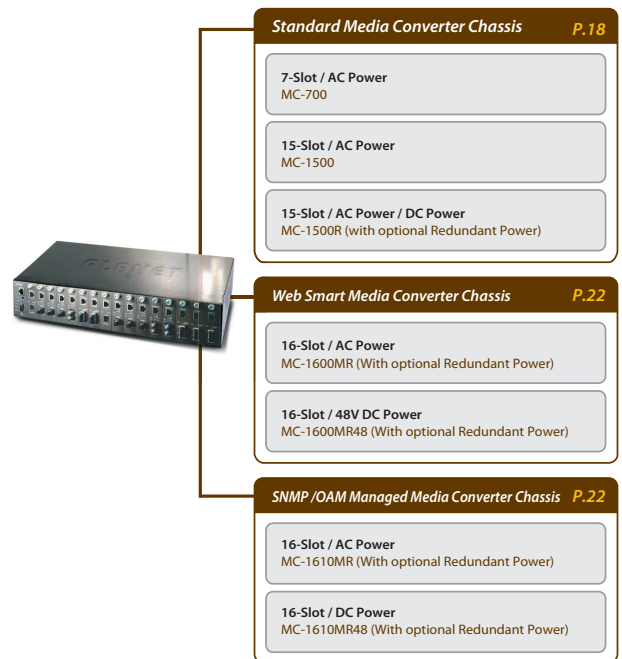 Standard Media Converter Chassis P.18
7-Slot / AC Power
MC-700
15-Slot / AC Power
MC-1500
15-Slot / AC Power / DC Power
MC-1500R (with optional Redundant Power)
PLANET
Web Smart Media Converter Chassis P.22
16-Slot / AC Power
MC-1600MR (With optional Redundant Power)
16-Slot / 48V DC Power
MC-1600MR48 (With optional Redundant Power)
SNMP /OAM Managed Media Converter Chassis P.22
16-Slot / AC Power
MC-1610MR (With optional Redundant Power)
16-Slot / DC Power
MC-1610MR48 (With optional Redundant Power)